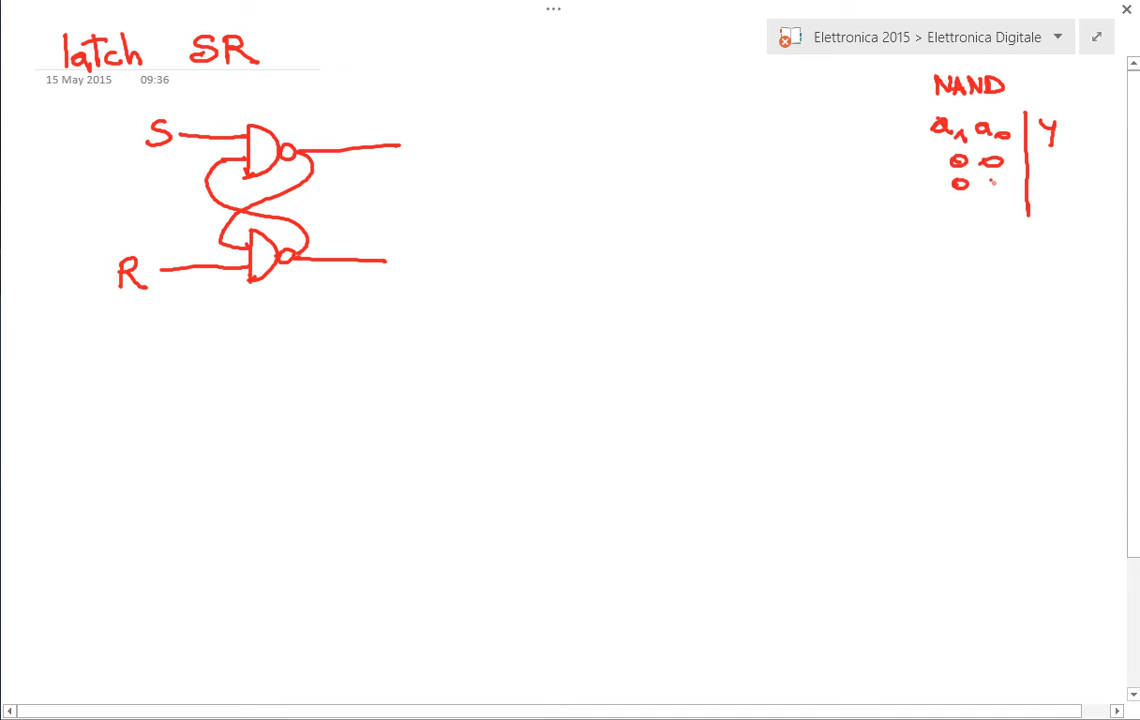 latch SR
Elettronica 2015 > Elettronica Digitale
15 May 2015 09:36
NAND
a1 a0 y
0 0
0
S
R